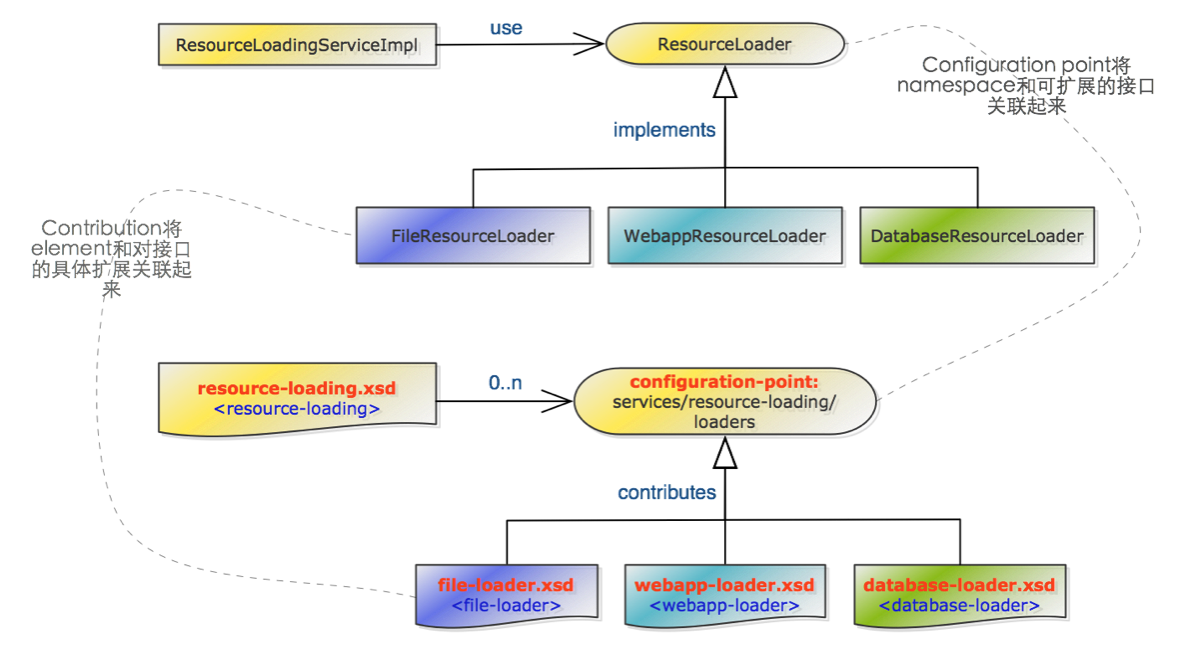 use
ResourceLoadingServiceImpl
ResourceLoader
Configuration point将
namespace和可扩展的接口
关联起来
implements
Contribution将
element和对接口
的具体扩展关联起
来
FileResourceLoader
WebappResourceLoader
DatabaseResourceLoader
resource-loading.xsd
<resource-loading>
0..n
configuration-point:
services/resource-loading/
loaders
contributes
file-loader.xsd
<file-loader>
webapp-loader.xsd
<webapp-loader>
database-loader.xsd
<database-loader>